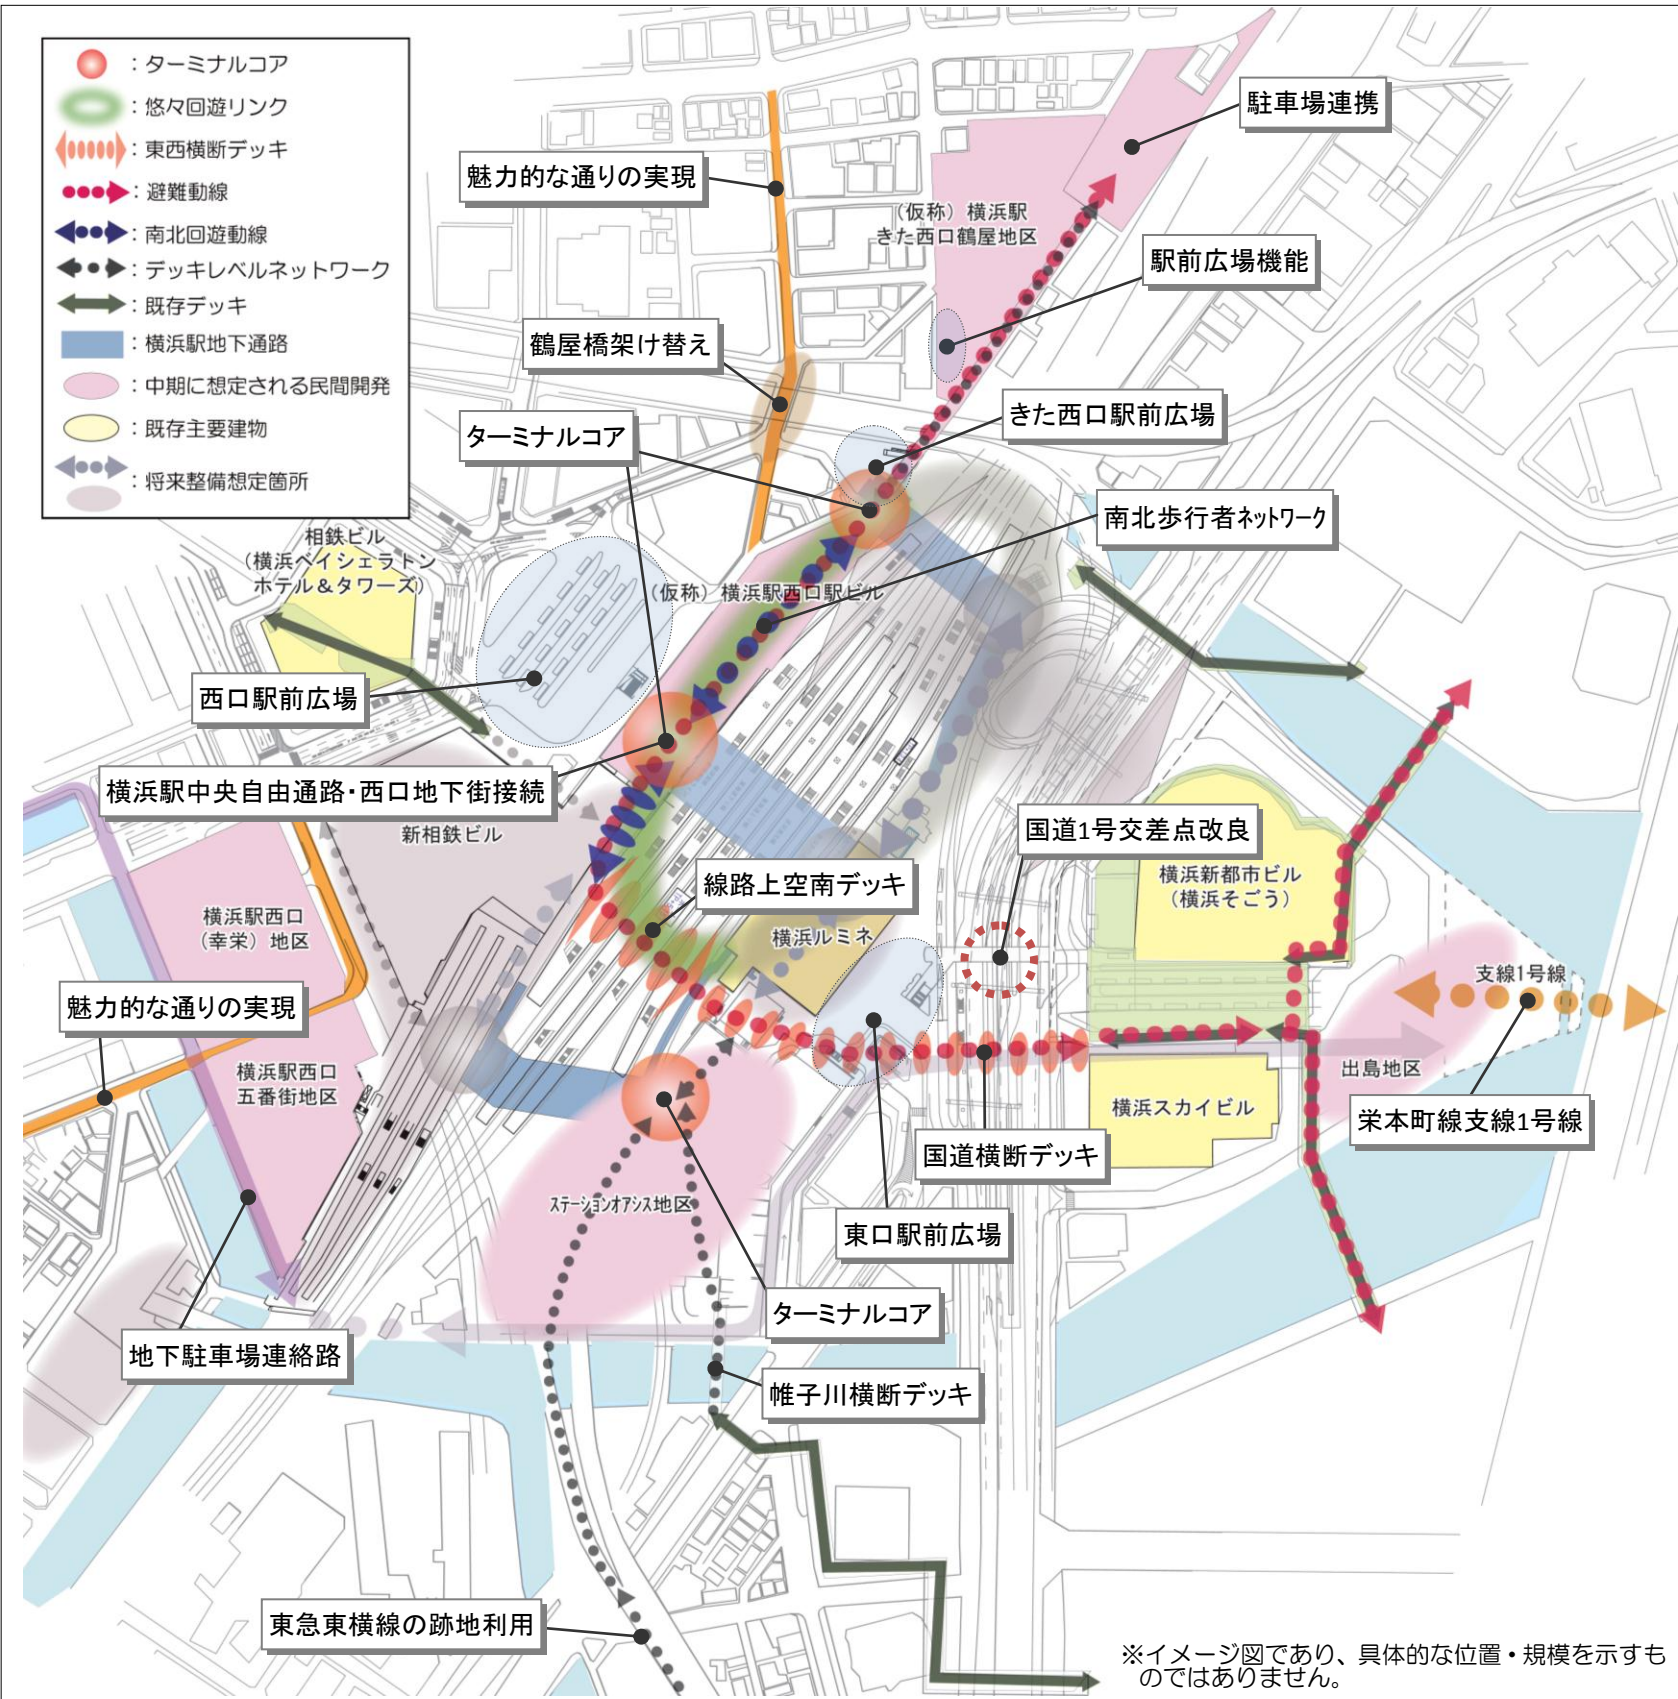 ：ターミナルコア
：悠々回遊リンク
：東西横断デッキ
：避難動線
：南北回遊動線
：デッキレベルネットワーク
：既存デッキ
：横浜駅地下通路
：中期に想定される民間開発
：既存主要建物
：将来整備想定箇所
駐車場連携
魅力的な通りの実現
（仮称）横浜駅
きた西口鶴屋地区
駅前広場機能
鶴屋橋架け替え
きた西口駅前広場
ターミナルコア
南北歩行者ネットワーク
相鉄ビル
（横浜ベイシェラトン
ホテル＆タワーズ）
（仮称）横浜駅西口駅ビル
西口駅前広場
横浜駅中央自由通路・西口地下街接続
新相鉄ビル
国道1号交差点改良
線路上空南デッキ
横浜新都市ビル
（横浜そごう）
横浜駅西口
（幸栄）地区
横浜ルミネ
支線1号線
魅力的な通りの実現
横浜駅西口
五番街地区
出島地区
横浜スカイビル
栄本町線支線1号線
国道横断デッキ
ステーションオアシス地区
東口駅前広場
ターミナルコア
地下駐車場連絡路
帷子川横断デッキ
東急東横線の跡地利用
※イメージ図であり、具体的な位置・規模を示すも
のではありません。